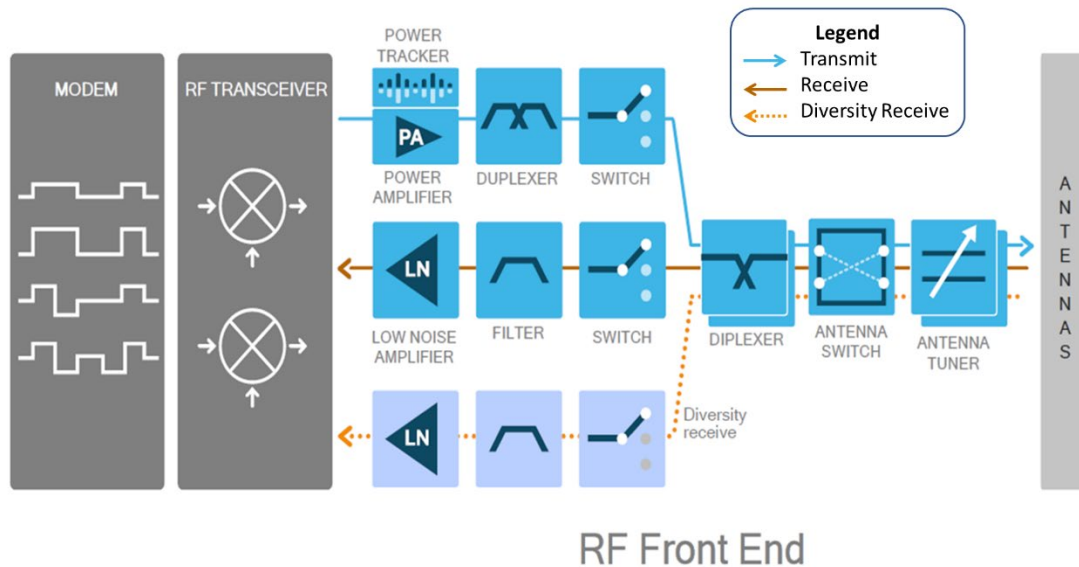 Legend
Transmit
Receive
Diversity Receive
MODEM
RF TRANSCEIVER
POWER
TRACKER
PA
POWER
AMPLIFIER
DUPLEXER
SWITCH
LN
LOW NOISE
AMPLIFIER
FILTER
SWITCH
DIPLEXER
ANTENNA
SWITCH
ANTENNA
TUNER
LN
Diversity
receive
A
N
T
E
N
N
A
S
RF Front End